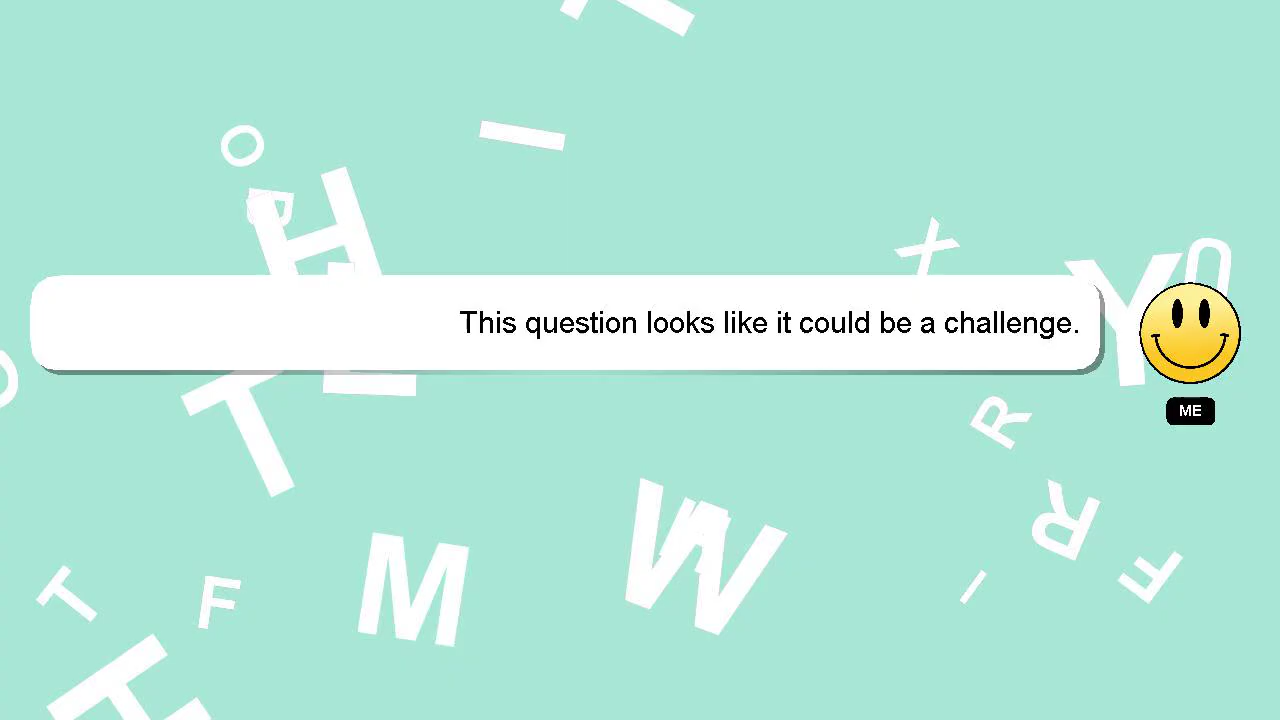 This question looks like it could be a challenge.
ME
O
H
I
X
Y
T
R
W
M
R
F
T
F
I